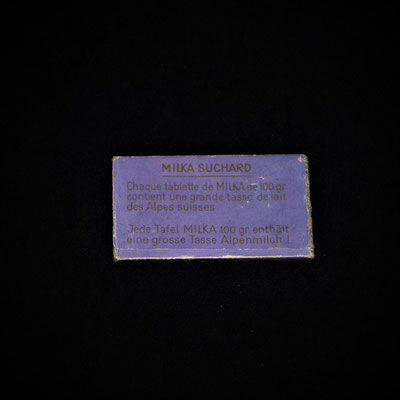 MILKA SUCHARD
Chaque tablette de MILKA de 100 gr
contient une grande tasse de lait
des Alpes suisses
Jede Tafel MILKA 100 gr enthält
eine grosse Tasse Alpenmilch !